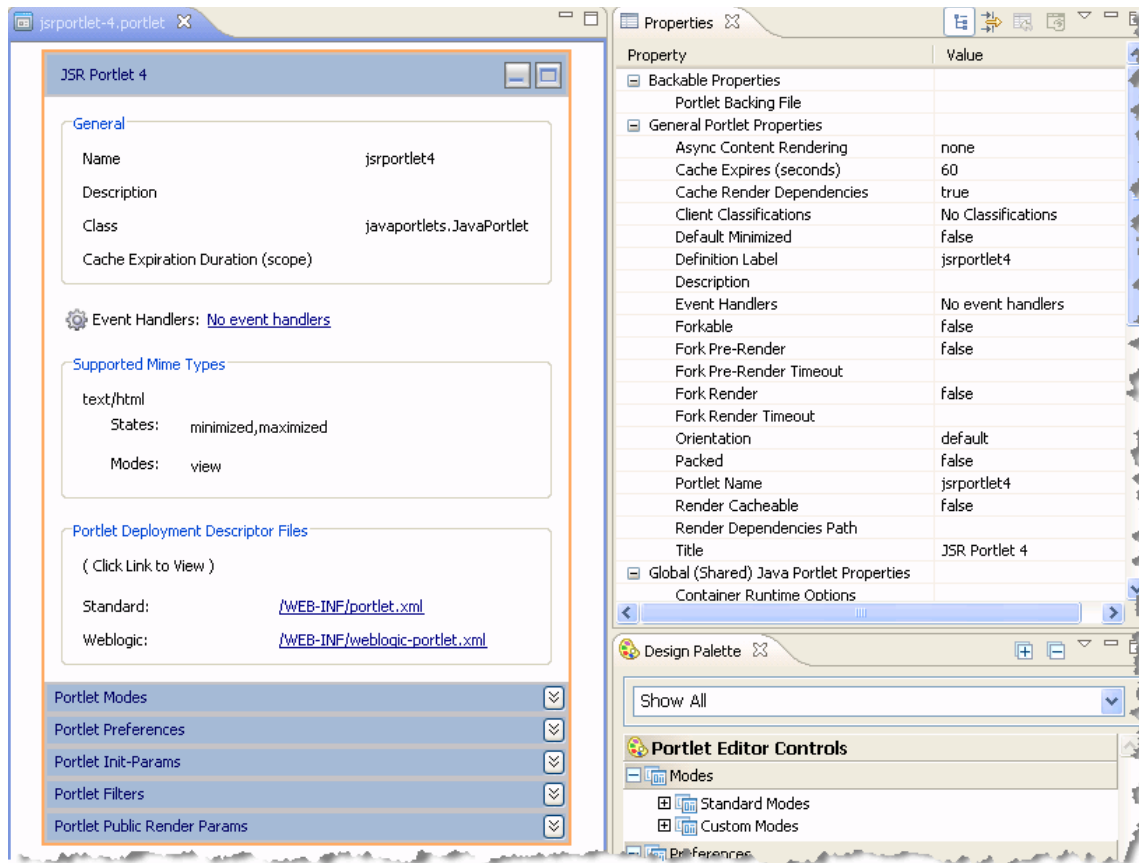 jsrportlet-4.portlet
JSR Portlet 4
General
Name jsrportlet4
Description
Class javaportlets.JavaPortlet
Cache Expiration Duration (scope)
Event Handlers: No event handlers
Supported Mime Types
text/html
States: minimized,maximized
Modes: view
Portlet Deployment Descriptor Files
( Click Link to View )
Standard: /WEB-INF/portlet.xml
Weblogic: /WEB-INF/weblogic-portlet.xml
Portlet Modes
Portlet Preferences
Portlet Init-Params
Portlet Filters
Portlet Public Render Params
Properties
Property Value
Backable Properties
Portlet Backing File
General Portlet Properties
Async Content Rendering none
Cache Expires (seconds) 60
Cache Render Dependencies true
Client Classifications No Classifications
Default Minimized false
Definition Label jsrportlet4
Description
Event Handlers No event handlers
Forkable false
Fork Pre-Render false
Fork Pre-Render Timeout
Fork Render false
Fork Render Timeout
Orientation default
Packed false
Portlet Name jsrportlet4
Render Cacheable false
Render Dependencies Path
Title JSR Portlet 4
Global (Shared) Java Portlet Properties
Container Runtime Options
Design Palette
Show All
Portlet Editor Controls
Modes
Standard Modes
Custom Modes
Preferences